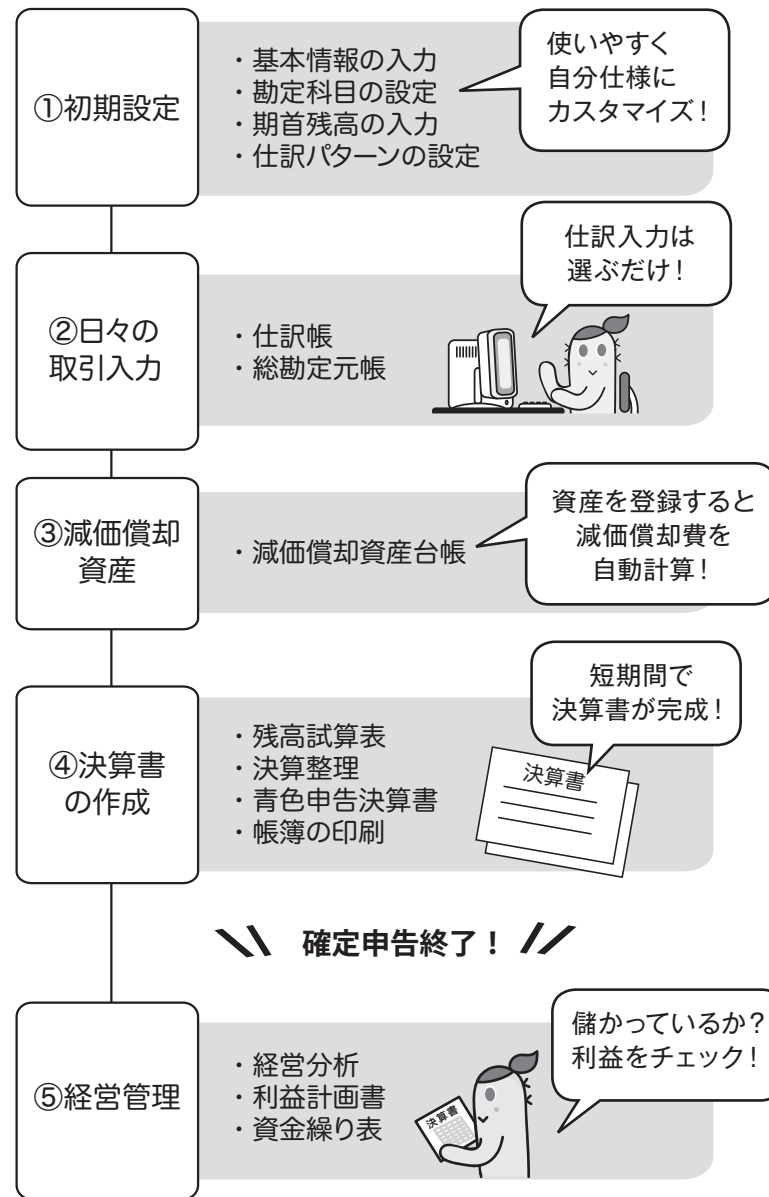 ①初期設定
・基本情報の入力
・勘定科目の設定
・期首残高の入力
・仕訳パターンの設定
使いやすく
自分仕様に
カスタマイズ！
②日々の
取引入力
・仕訳帳
・総勘定元帳
仕訳入力は
選ぶだけ！
③減価償却
資産
・減価償却資産台帳
資産を登録すると
減価償却費を
自動計算！
④決算書
の作成
・残高試算表
・決算整理
・青色申告決算書
・帳簿の印刷
短期間で
決算書が完成！
決算書
確定申告終了！
⑤経営管理
・経営分析
・利益計画書
・資金繰り表
決算書
儲かっているか？
利益をチェック！